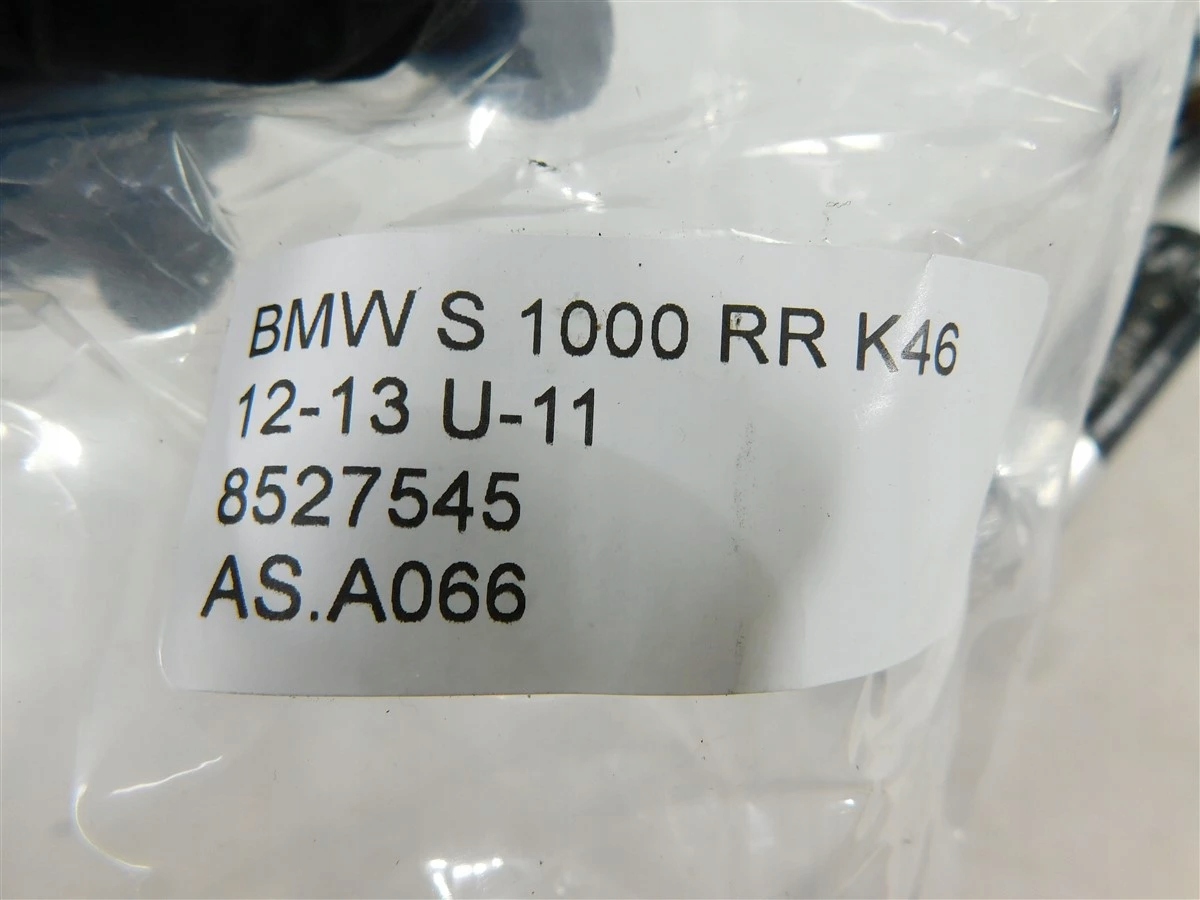 BMW S 1000 RR K46
12-13 U-11
8527545
AS.A066